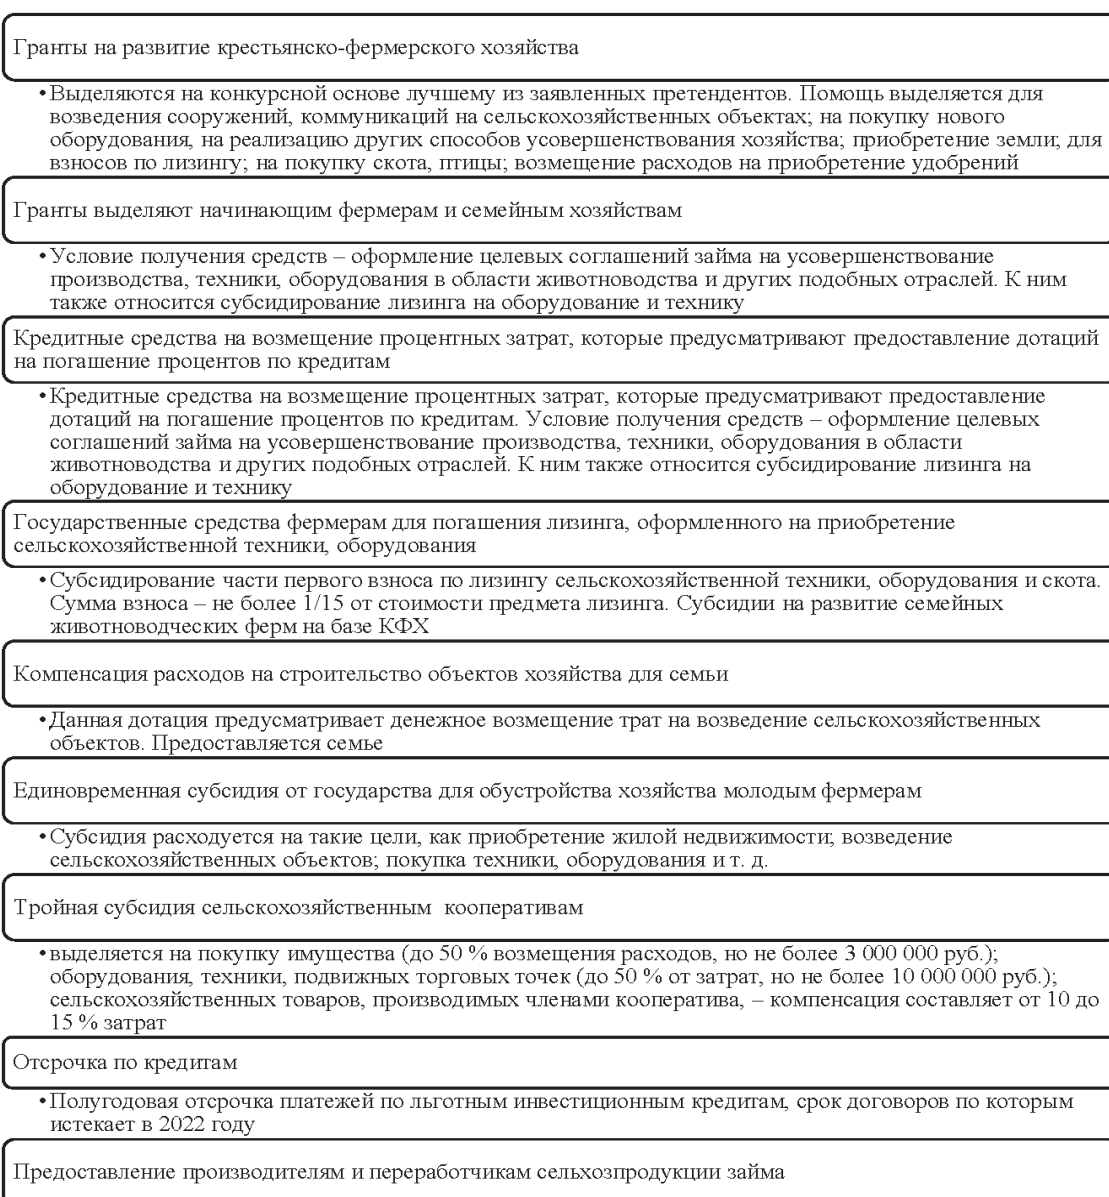 Гранты на развитие крестьянско-фермерского хозяйства
•Выделяются на конкурсной основе лучшему из заявленных претендентов. Помощь выделяется для
возведения сооружений, коммуникаций на сельскохозяйственных объектах; на покупку нового
оборудования, на реализацию других способов усовершенствования хозяйства; приобретение земли; для
взносов по лизингу; на покупку скота, птицы; возмещение расходов на приобретение удобрений
Гранты выделяют начинающим фермерам и семейным хозяйствам
•Условие получения средств – оформление целевых соглашений займа на усовершенствование
производства, техники, оборудования в области животноводства и других подобных отраслей. К ним
также относится субсидирование лизинга на оборудование и технику
Кредитные средства на возмещение процентных затрат, которые предусматривают предоставление дотаций
на погашение процентов по кредитам
•Кредитные средства на возмещение процентных затрат, которые предусматривают предоставление
дотаций на погашение процентов по кредитам. Условие получения средств – оформление целевых
соглашений займа на усовершенствование производства, техники, оборудования в области
животноводства и других подобных отраслей. К ним также относится субсидирование лизинга на
оборудование и технику
Государственные средства фермерам для погашения лизинга, оформленного на приобретение
сельскохозяйственной техники, оборудования
•Субсидирование части первого взноса по лизингу сельскохозяйственной техники, оборудования и скота.
Сумма взноса – не более 1/15 от стоимости предмета лизинга. Субсидии на развитие семейных
животноводческих ферм на базе КФХ
Компенсация расходов на строительство объектов хозяйства для семьи
•Данная дотация предусматривает денежное возмещение трат на возведение сельскохозяйственных
объектов. Предоставляется семье
Единовременная субсидия от государства для обустройства хозяйства молодым фермерам
•Субсидия расходуется на такие цели, как приобретение жилой недвижимости; возведение
сельскохозяйственных объектов; покупка техники, оборудования и т. д.
Тройная субсидия сельскохозяйственным кооперативам
•выделяется на покупку имущества (до 50 % возмещения расходов, но не более 3 000 000 руб.);
оборудования, техники, подвижных торговых точек (до 50 % от затрат, но не более 10 000 000 руб.);
сельскохозяйственных товаров, производимых членами кооператива, – компенсация составляет от 10 до
15 % затрат
Отсрочка по кредитам
•Полугодовая отсрочка платежей по льготным инвестиционным кредитам, срок договоров по которым
истекает в 2022 году
Предоставление производителям и переработчикам сельхозпродукции займа